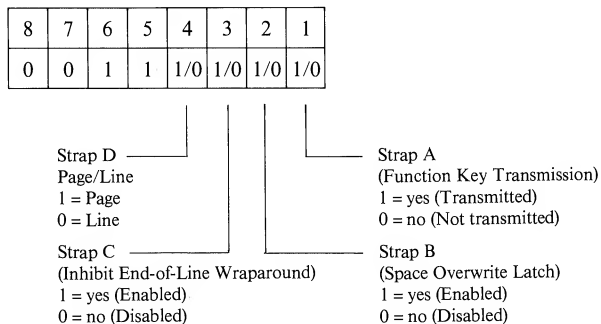 8 7 6 5 4 3 2 1
0 0 1 1 1/0 1/0 1/0 1/0
Strap D
Page/Line
1 = Page
0 = Line
Strap A
(Function Key Transmission)
1 = yes (Transmitted)
0 = no (Not transmitted)
Strap C
(Inhibit End-of-Line Wraparound)
1 = yes (Enabled)
0 = no (Disabled)
Strap B
(Space Overwrite Latch)
1 = yes (Enabled)
0 = no (Disabled)